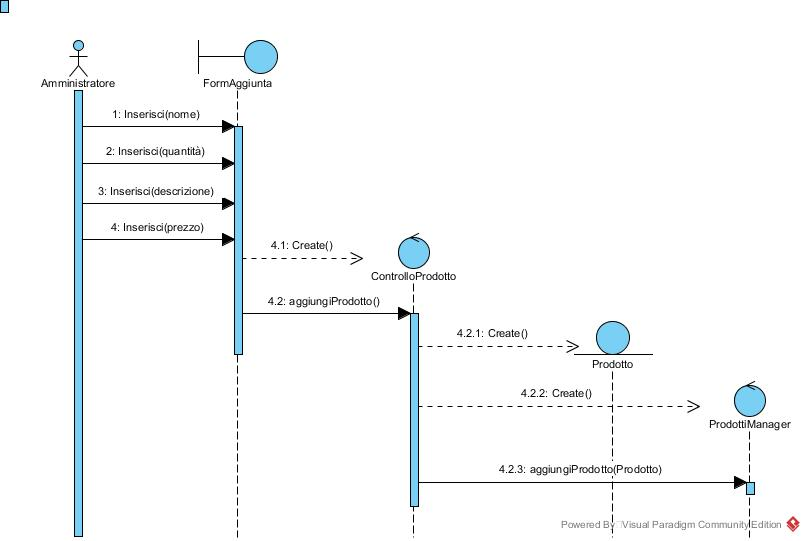 Amministratore
FormAggiunta
1: Inserisci(nome)
2: Inserisci(quantità)
3: Inserisci(descrizione)
4: Inserisci(prezzo)
4.1: Create()
ControlloProdotto
4.2: aggiungiProdotto()
4.2.1: Create()
Prodotto
4.2.2: Create()
ProdottiManager
4.2.3: aggiungiProdotto(Prodotto)
Powered By Visual Paradigm Community Edition